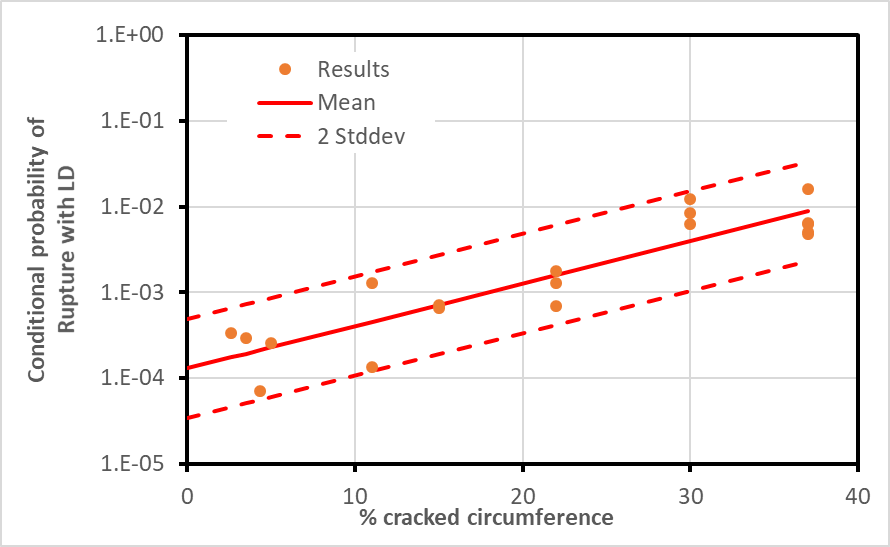 1.E+00
1.E-01
1.E-02
1.E-03
1.E-04
1.E-05
Conditional probability of
Rupture with LD
Results
Mean
2 Stddev
0
10
20
30
40
% cracked circumference